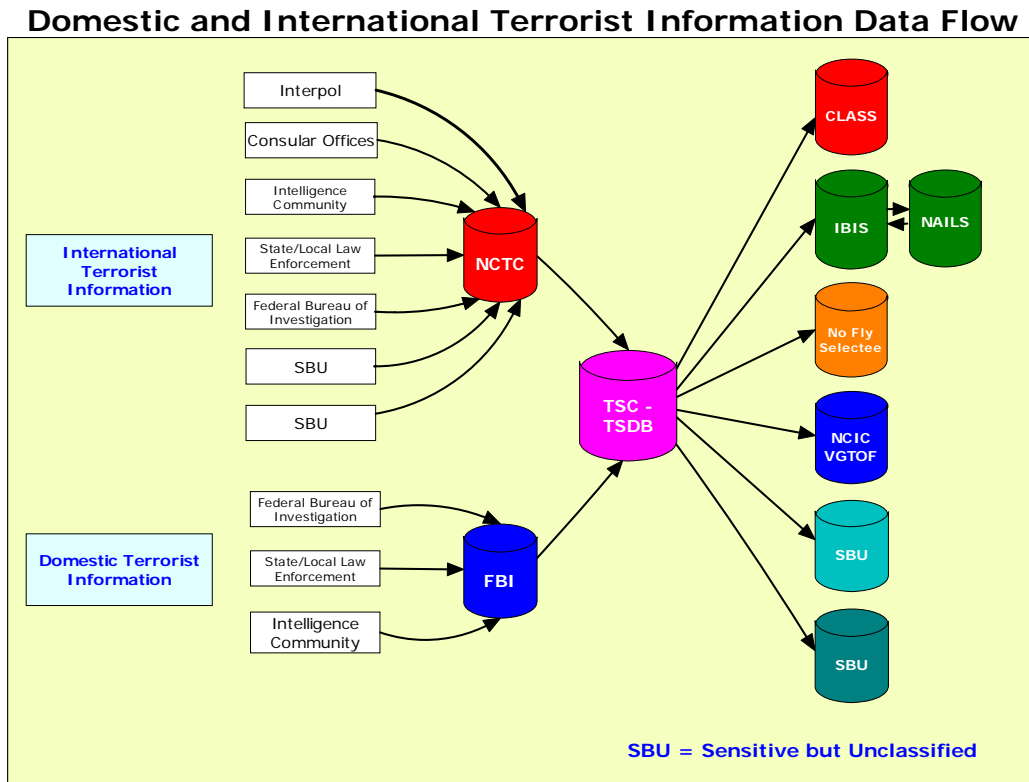 Domestic and International Terrorist Information Data Flow
Interpol
Consular Offices
Intelligence
Community
State/Local Law
Enforcement
Federal Bureau of
Investigation
SBU
SBU
International
Terrorist
Information
NCTC
Federal Bureau of
Investigation
State/Local Law
Enforcement
Intelligence
Community
Domestic Terrorist
Information
FBI
TSC -
TSDB
CLASS
IBIS
NAILS
No Fly
Selectee
NCIC
VGTOF
SBU
SBU
SBU = Sensitive but Unclassified